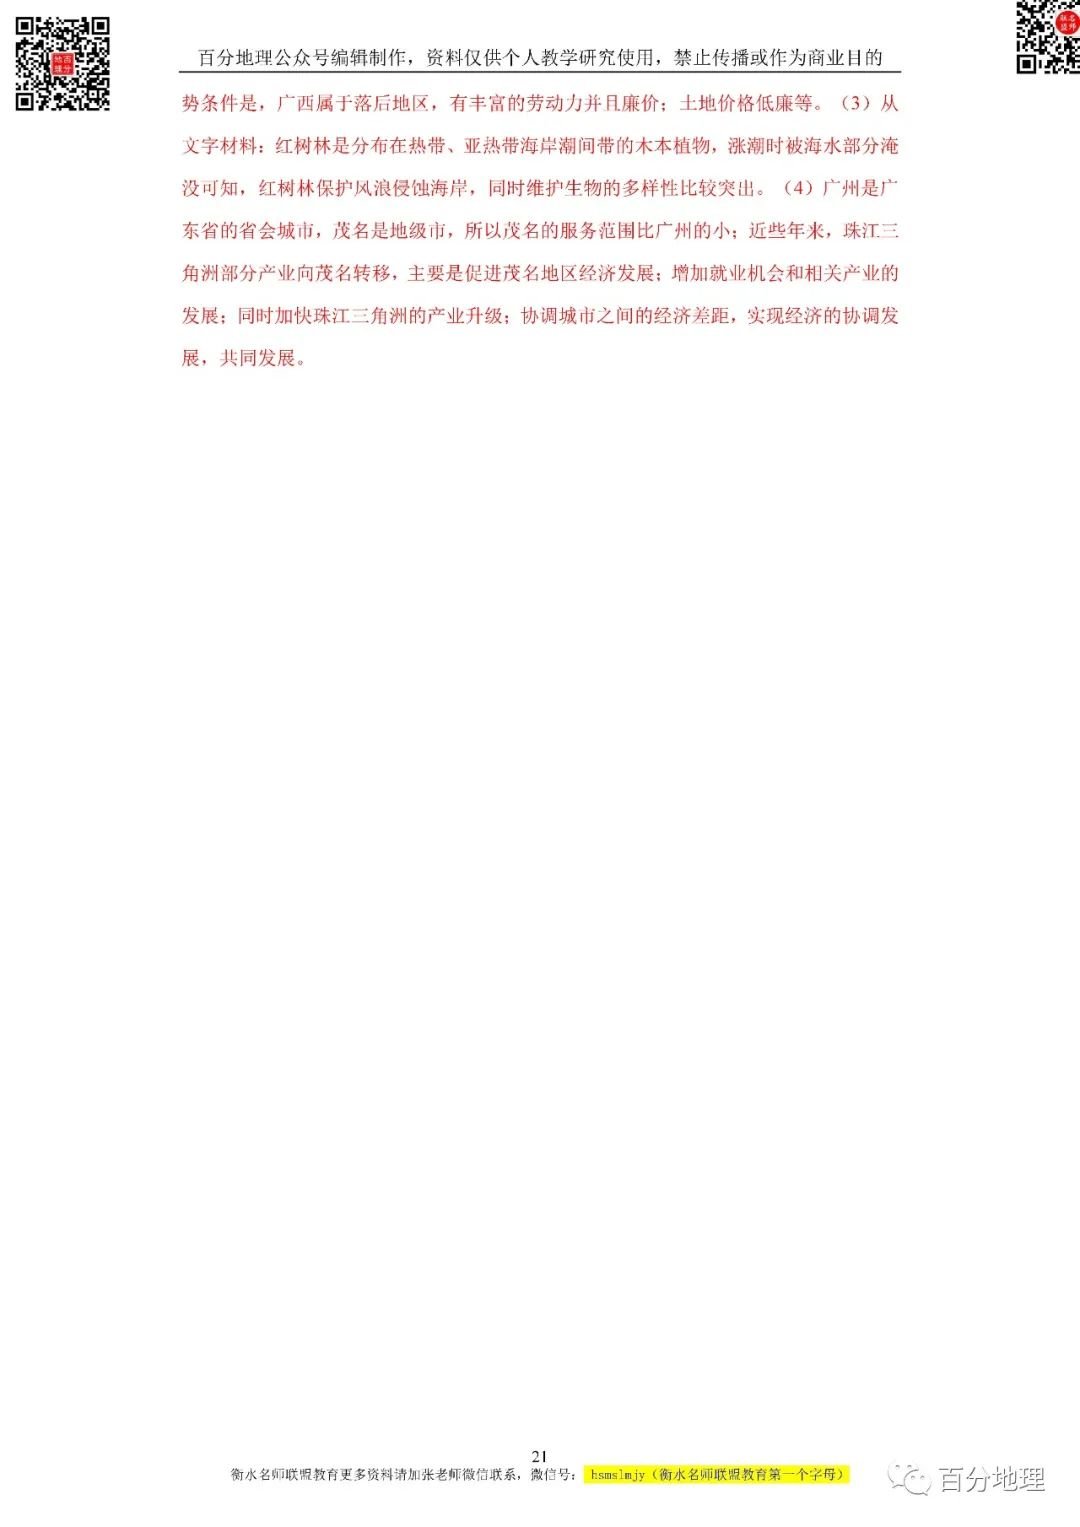 百分地理公众号编辑制作，资料仅供个人教学研究使用，禁止传播或作为商业目的
势条件是，广西属于落后地区，有丰富的劳动力并且廉价；土地价格低廉等。（3）从
文字材料：红树林是分布在热带、亚热带海岸潮间带的木本植物，涨潮时被海水部分淹
没可知，红树林保护风浪侵蚀海岸，同时维护生物的多样性比较突出。（4）广州是广
东省的省会城市，茂名是地级市，所以茂名的服务范围比广州的小；近些年来，珠江三
角洲部分产业向茂名转移，主要是促进茂名地区经济发展；增加就业机会和相关产业的
发展；同时加快珠江三角洲的产业升级；协调城市之间的经济差距，实现经济的协调发
展，共同发展。
21
衡水名师联盟教育更多资料请加张老师微信联系，微信号：hsmslmjy（衡水名师联盟教育第一个字母）
百分地理